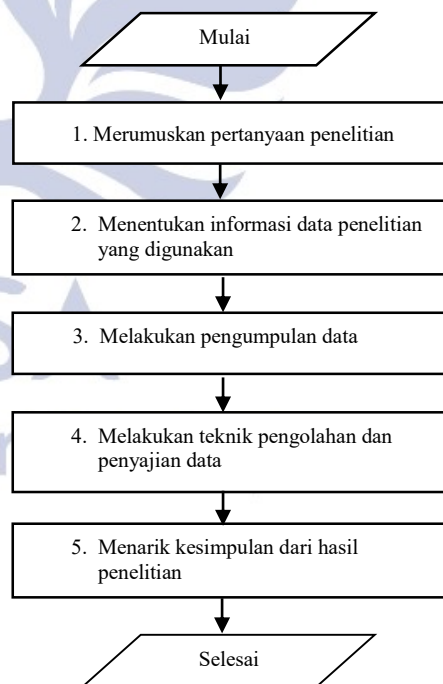 Mulai
1. Merumuskan pertanyaan penelitian
2. Menentukan informasi data penelitian
yang digunakan
3. Melakukan pengumpulan data
4. Melakukan teknik pengolahan dan
penyajian data
5. Menarik kesimpulan dari hasil
penelitian
Selesai